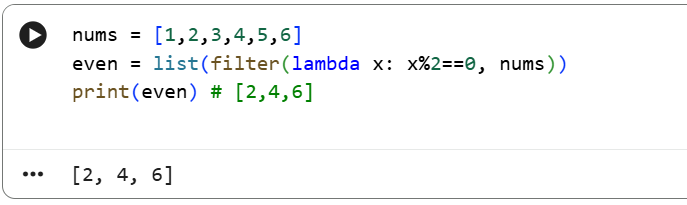 nums = [1,2,3,4,5,6]
even = list(filter(lambda x: x%2==0, nums))
print(even) # [2,4,6]
[2, 4, 6]